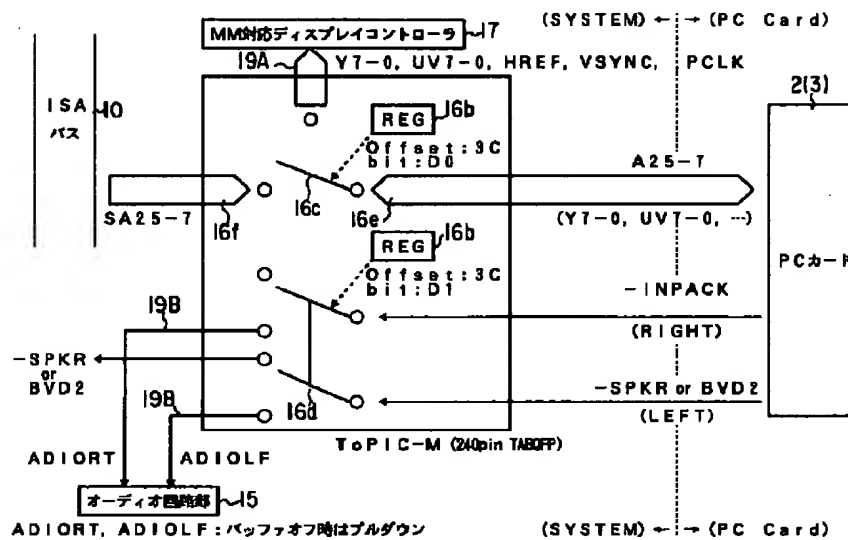 MM対応ディスプレイコントローラ
17
(SYSTEM) ← → (PC Card)
19A
Y7-0, UV7-0, HREF, VSYNC, PCLK
ISA
バス
10
2(3)
REG
16b
Offset:3C
bit:D0
A25-7
SA25-7
16f
16c
16e
(Y7-0, UV7-0, …)
REG
16b
Offset:3C
bit:D1
PCカード
-INPACK
(RIGHT)
19B
-SPKR
or
BVD2
19B
16d
-SPKR or BVD2
(LEFT)
ToPIC-M (240pin TABQFP)
ADIORT
ADIOLF
オーディオ回路部
15
ADIORT, ADIOLF:バッファオフ時はプルダウン
(SYSTEM) ← → (PC Card)